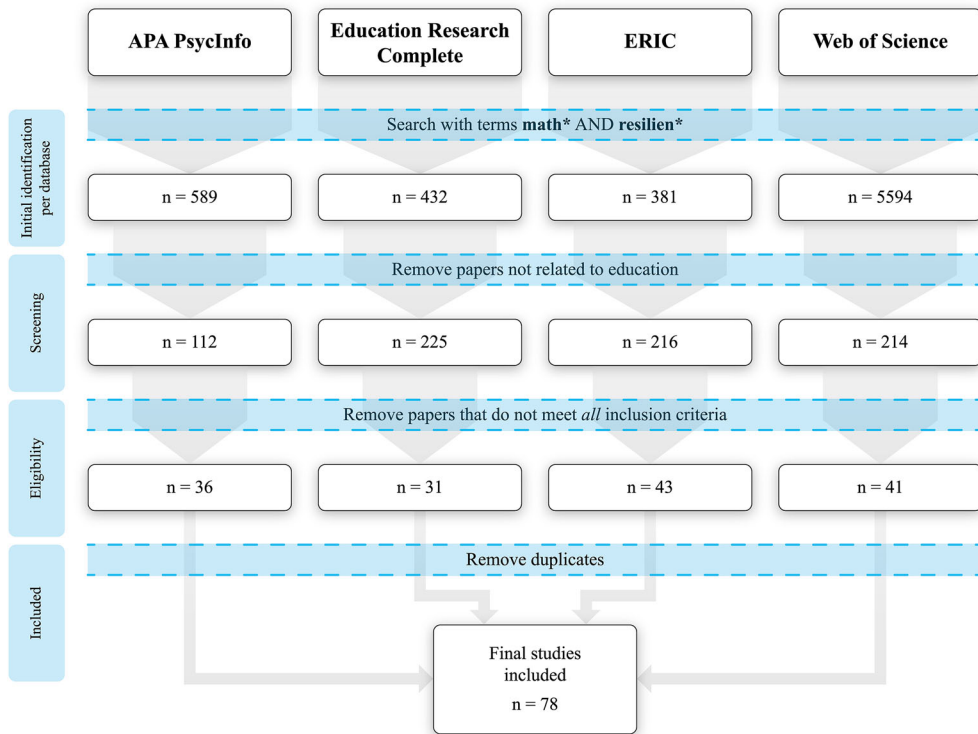 APA PsycInfo
Education Research
Complete
ERIC
Web of Science
Initial identification
per database
Search with terms math* AND resilien*
n = 589
n = 432
n = 381
n = 5594
Screening
Remove papers not related to education
n = 112
n = 225
n = 216
n = 214
Eligibility
Remove papers that do not meet all inclusion criteria
n = 36
n = 31
n = 43
n = 41
Included
Remove duplicates
Final studies
included
n = 78